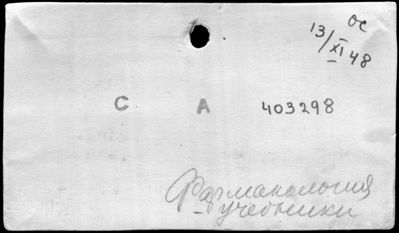 ос
13/XI 48
С А 403298
Фармакология
учебники